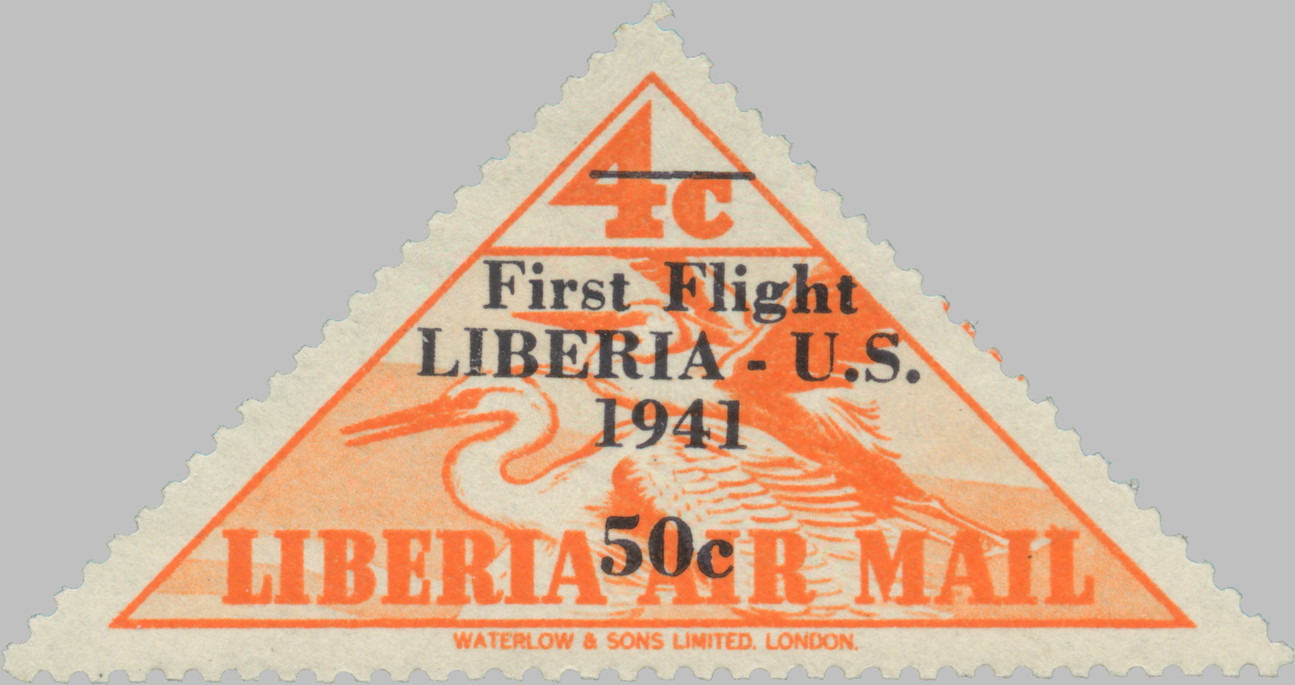 4c
First Flight
LIBERIA - U.S.
1941
50c
LIBERIA AIR MAIL
WATERLOW & SONS LIMITED. LONDON.